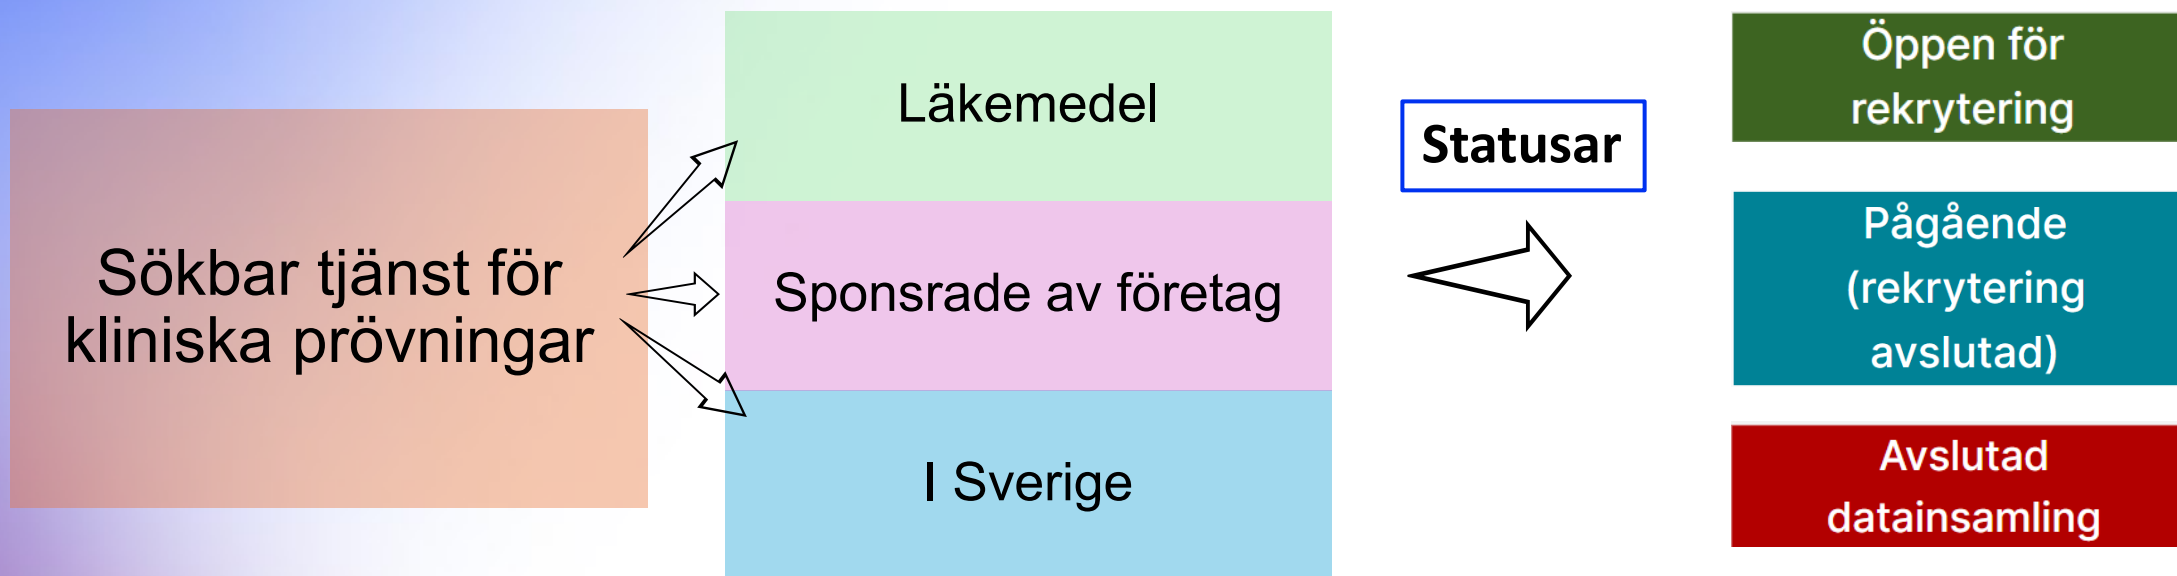 Sökbar tjänst för
kliniska prövningar
Läkemedel
Sponsrade av företag
I Sverige
Statusar
Öppen för
rekrytering
Pågående
(rekrytering
avslutad)
Avslutad
datainsamling